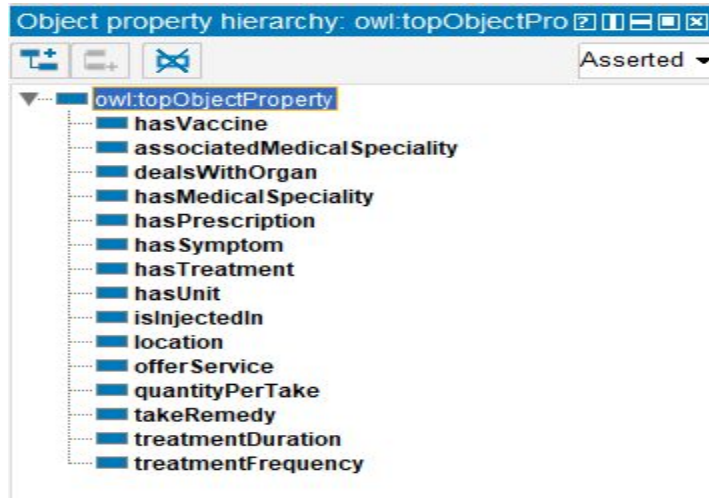 Object property hierarchy: owl:topObjectPro
Asserted
owl:topObjectProperty
hasVaccine
associatedMedicalSpeciality
dealsWithOrgan
hasMedicalSpeciality
hasPrescription
hasSymptom
hasTreatment
hasUnit
isInjectedIn
location
offerService
quantityPerTake
takeRemedy
treatmentDuration
treatmentFrequency